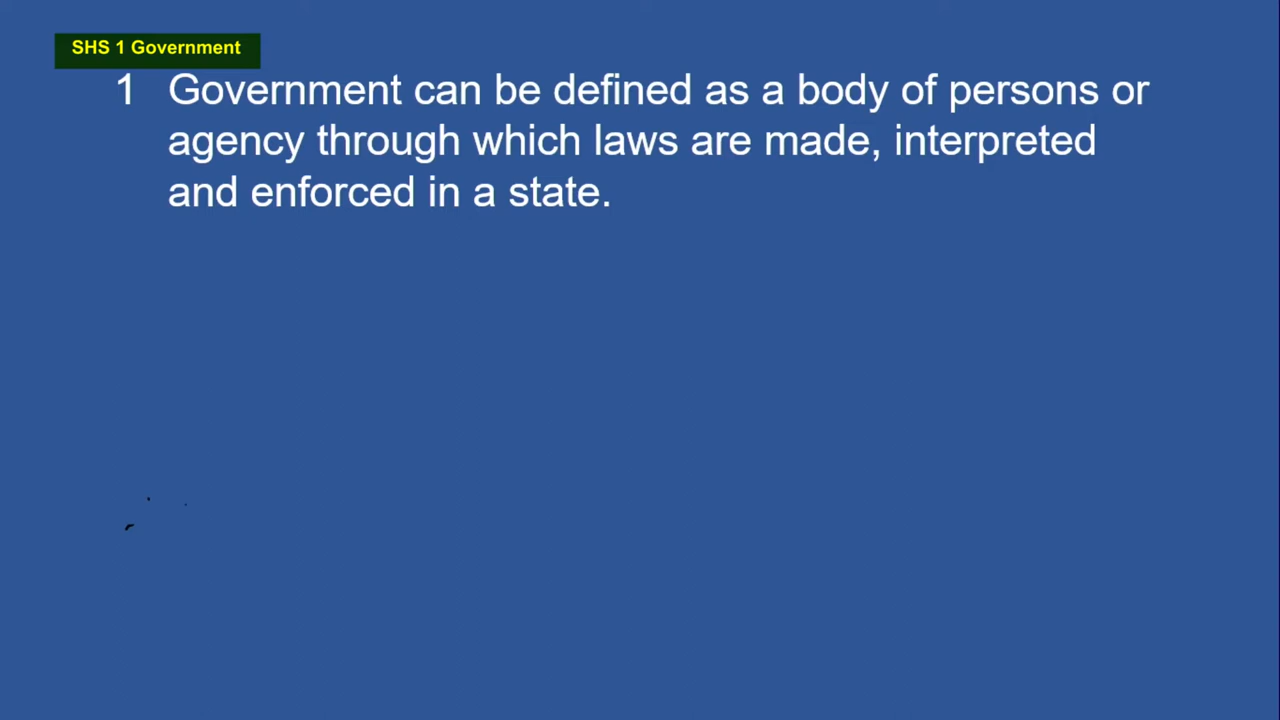 SHS 1 Government
1 Government can be defined as a body of persons or
agency through which laws are made, interpreted
and enforced in a state.